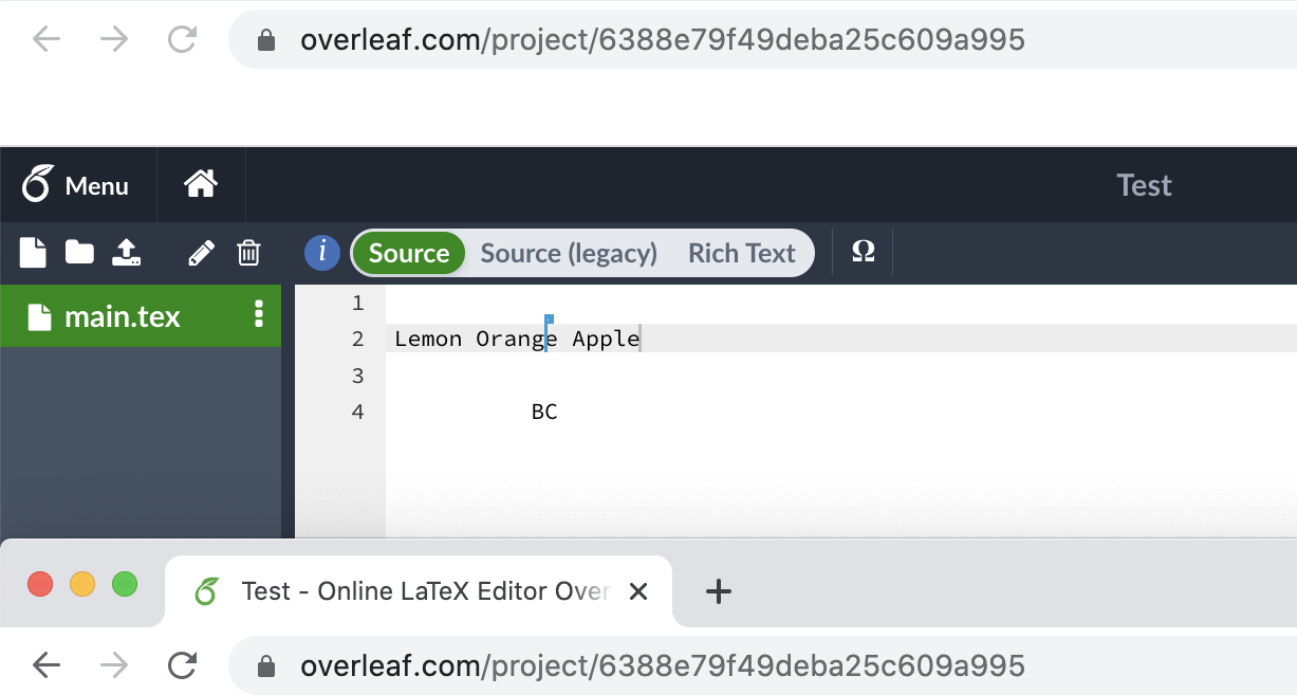 overleaf.com/project/6388e79f49deba25c609a995
Menu
Test
i Source Source (legacy) Rich Text Ω
main.tex
1
2 Lemon Orange Apple
3
4 BC
Test - Online LaTeX Editor Over
overleaf.com/project/6388e79f49deba25c609a995